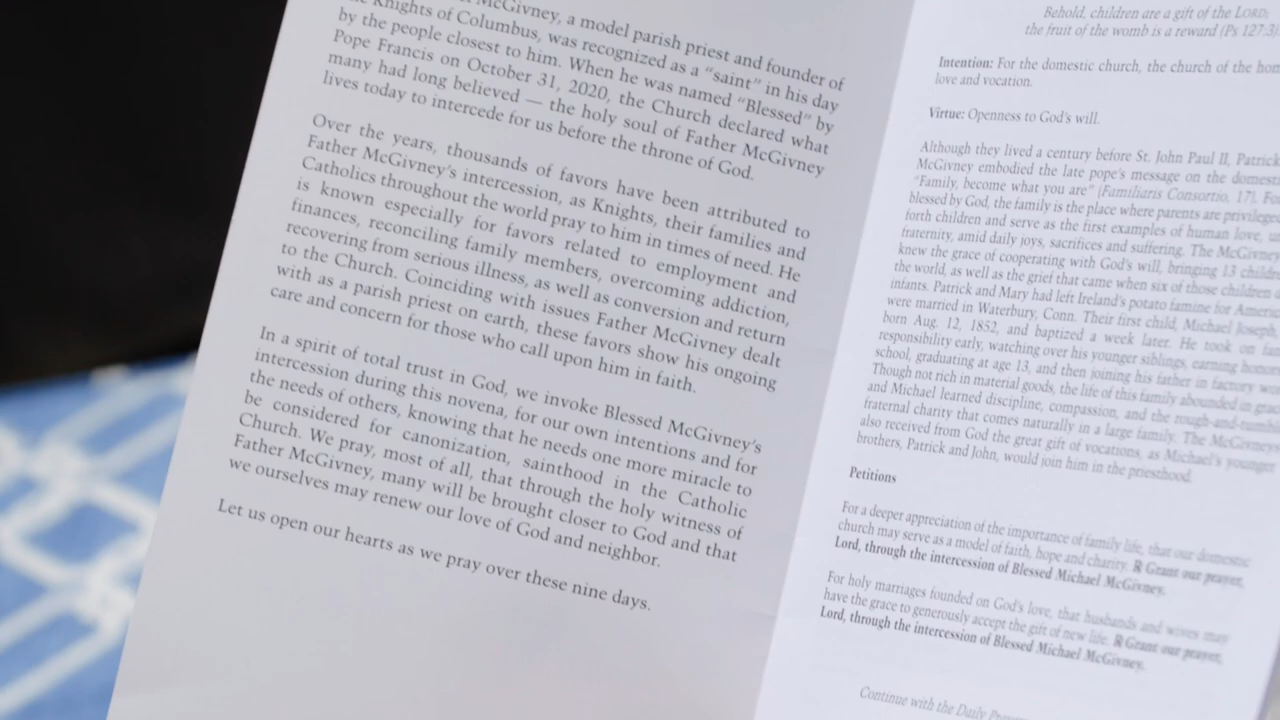 McGivney, a model parish priest and founder of
Knights of Columbus, was recognized as a “saint” in his day
by the people closest to him. When he was named “Blessed” by
Pope Francis on October 31, 2020, the Church declared what
many had long believed — the holy soul of Father McGivney
lives today to intercede for us before the throne of God.
Over the years, thousands of favors have been attributed to
Father McGivney’s intercession, as Knights, their families and
Catholics throughout the world pray to him in times of need. He
is known especially for favors related to employment and
finances, reconciling family members, overcoming addiction,
recovering from serious illness, as well as conversion and return
to the Church. Coinciding with issues Father McGivney dealt
with as a parish priest on earth, these favors show his ongoing
care and concern for those who call upon him in faith.
In a spirit of total trust in God, we invoke Blessed McGivney’s
intercession during this novena, for our own intentions and for
the needs of others, knowing that he needs one more miracle to
be considered for canonization, sainthood in the Catholic
Church. We pray, most of all, that through the holy witness of
Father McGivney, many will be brought closer to God and that
we ourselves may renew our love of God and neighbor.
Let us open our hearts as we pray over these nine days.
Behold, children are a gift of the LORD;
the fruit of the womb is a reward (Ps 127:3)
Intention: For the domestic church, the church of the
love and vocation.
Virtue: Openness to God’s will.
Although they lived a century before St. John Paul II, Patrick
McGivney embodied the late pope’s message on the
“Family, become what you are” (Familiaris Consortio, 17).
blessed by God, the family is the place where parents are
forth children and serve as the first examples of human love,
fraternity, amid daily joys, sacrifices and suffering. The
knew the grace of cooperating with God’s will, bringing 13
the world, as well as the grief that came when six of those children
infants. Patrick and Mary had left Ireland’s potato famine for
were married in Waterbury, Conn. Their first child, Michael Joseph,
born Aug. 12, 1852, and baptized a week later. He took on
responsibility early, watching over his younger siblings, earning
school, graduating at age 13, and then joining his father in factory
Though not rich in material goods, the life of this family abounded in
and Michael learned discipline, compassion, and the
fraternal charity that comes naturally in a large family. The McGivneys
also received from God the great gift of vocations, as Michael’s younger
brothers, Patrick and John, would join him in the priesthood.
Petitions
For a deeper appreciation of the importance of family life, that our domestic
church may serve as a model of faith, hope and charity. ℟ Grant our prayer,
Lord, through the intercession of Blessed Michael McGivney.
For holy marriages founded on God’s love, that husbands and wives may
have the grace to generously accept the gift of new life. ℟ Grant our prayer,
Lord, through the intercession of Blessed Michael McGivney.
Continue with the Daily